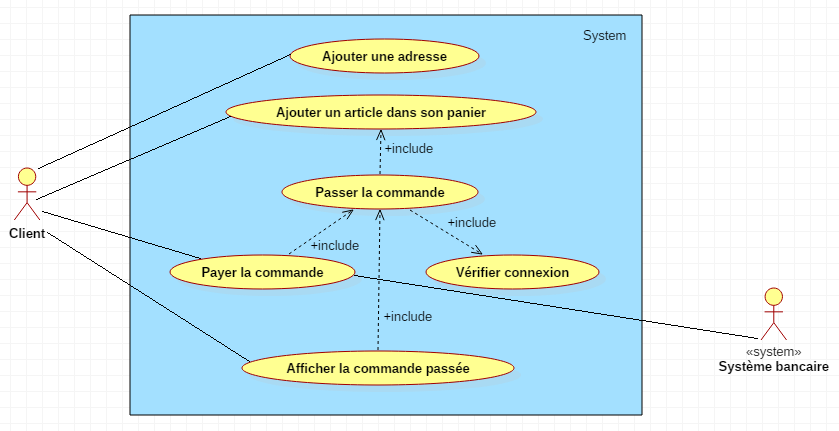 System
Ajouter une adresse
Ajouter un article dans son panier
+include
Passer la commande
+include
+include
Client
Payer la commande
Vérifier connexion
+include
«system»
Système bancaire
Afficher la commande passée